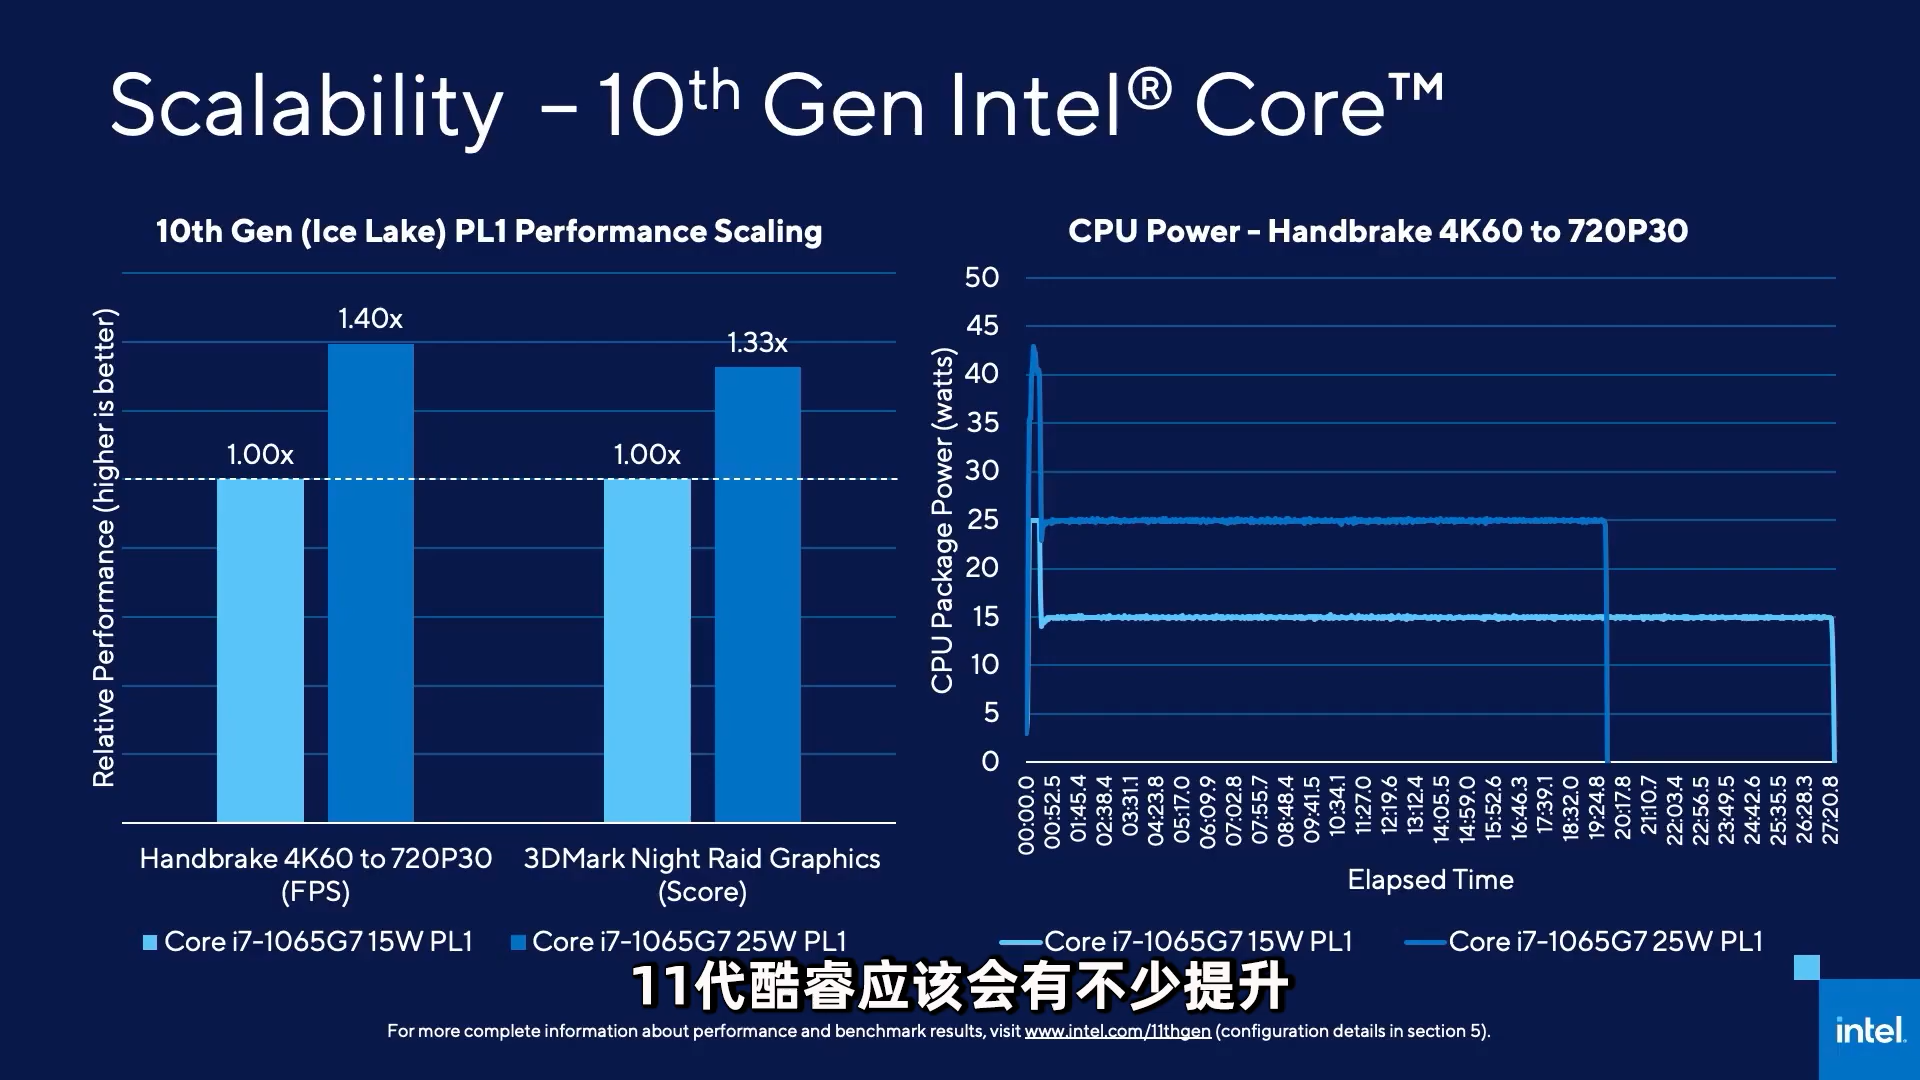 Scalability – 10th Gen Intel® Core™
10th Gen (Ice Lake) PL1 Performance Scaling
Relative Performance (higher is better)
1.00x
1.40x
1.00x
1.33x
Handbrake 4K60 to 720P30
(FPS)
3DMark Night Raid Graphics
(Score)
Core i7-1065G7 15W PL1
Core i7-1065G7 25W PL1
CPU Power - Handbrake 4K60 to 720P30
CPU Package Power (watts)
50
45
40
35
30
25
20
15
10
5
0
00:00.0
00:52.5
01:45.4
02:38.4
03:31.1
04:23.8
05:17.0
06:09.9
07:02.8
07:55.7
08:48.4
09:41.5
10:34.1
11:27.0
12:19.6
13:12.4
14:05.5
14:59.0
15:52.6
16:46.3
17:39.1
18:32.0
19:24.8
20:17.8
21:10.7
22:03.4
22:56.5
23:49.5
24:42.6
25:35.5
26:28.3
27:20.8
Elapsed Time
Core i7-1065G7 15W PL1
Core i7-1065G7 25W PL1
11代酷睿应该会有不少提升
For more complete information about performance and benchmark results, visit www.intel.com/11thgen (configuration details in section 5).
intel.